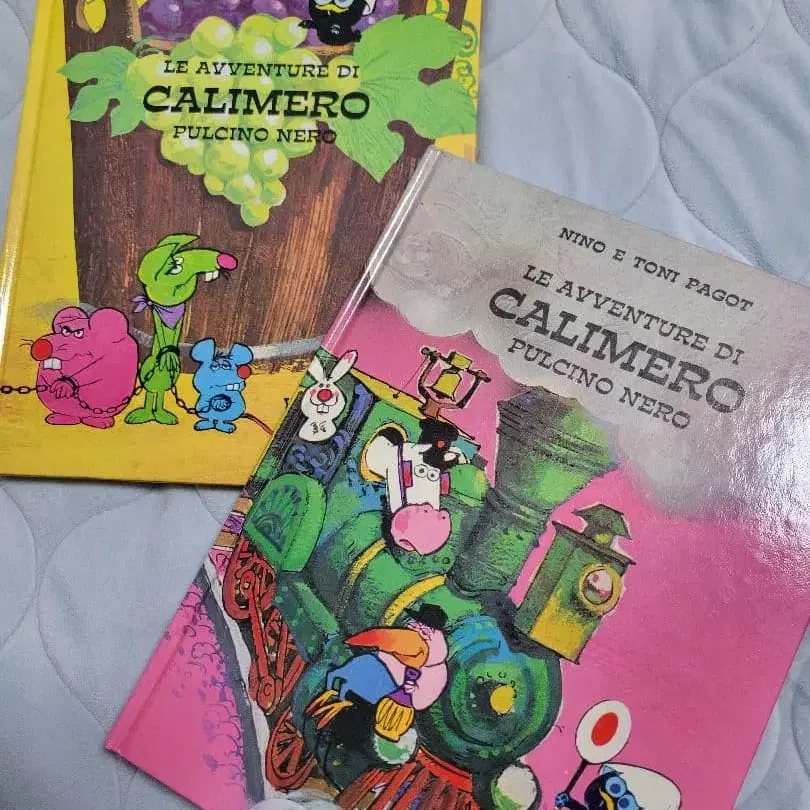 LE AVVENTURE DI
CALIMERO
PULCINO NERO
NINO E TONI PAGOT
LE AVVENTURE DI
CALIMERO
PULCINO NERO